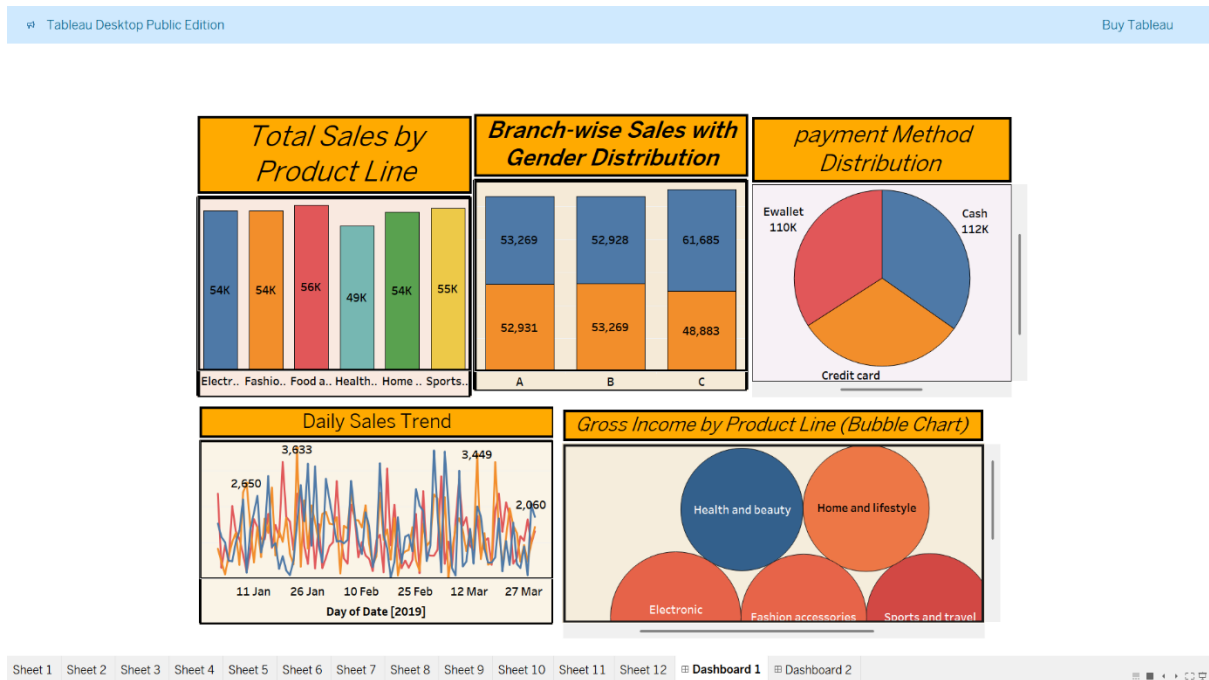 Tableau Desktop Public Edition
Buy Tableau
Total Sales by
Product Line
54K
54K
56K
49K
54K
55K
Electr.. Fashio.. Food a.. Health.. Home .. Sports..
Branch-wise Sales with
Gender Distribution
53,269
52,928
61,685
52,931
53,269
48,883
A
B
C
payment Method
Distribution
Ewallet
110K
Cash
112K
Credit card
Daily Sales Trend
3,633
3,449
2,650
2,060
11 Jan 26 Jan 10 Feb 25 Feb 12 Mar 27 Mar
Day of Date [2019]
Gross Income by Product Line (Bubble Chart)
Health and beauty
Home and lifestyle
Electronic
Fashion accessories
Sports and travel
Sheet 1 Sheet 2 Sheet 3 Sheet 4 Sheet 5 Sheet 6 Sheet 7 Sheet 8 Sheet 9 Sheet 10 Sheet 11 Sheet 12 Dashboard 1 Dashboard 2